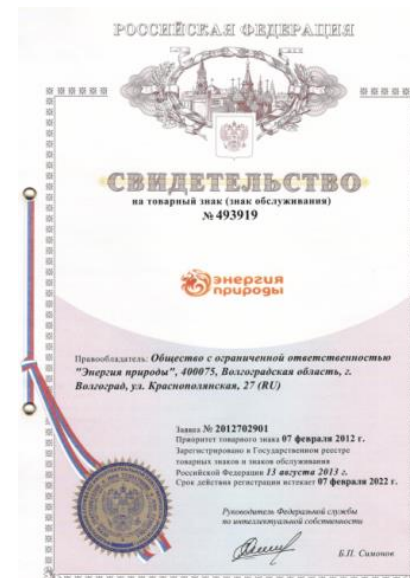 РОССИЙСКАЯ ФЕДЕРАЦИЯ
СВИДЕТЕЛЬСТВО
на товарный знак (знак обслуживания)
№ 493919
энергия
природы
Правообладатель: Общество с ограниченной ответственностью
"Энергия природы", 400075, Волгоградская область, г.
Волгоград, ул. Краснополянская, 27 (RU)
Заявка № 2012702901
Приоритет товарного знака 07 февраля 2012 г.
Зарегистрировано в Государственном реестре
товарных знаков и знаков обслуживания
Российской Федерации 13 августа 2013 г.
Срок действия регистрации истекает 07 февраля 2022 г.
Руководитель Федеральной службы
по интеллектуальной собственности
Б.П. Симонов